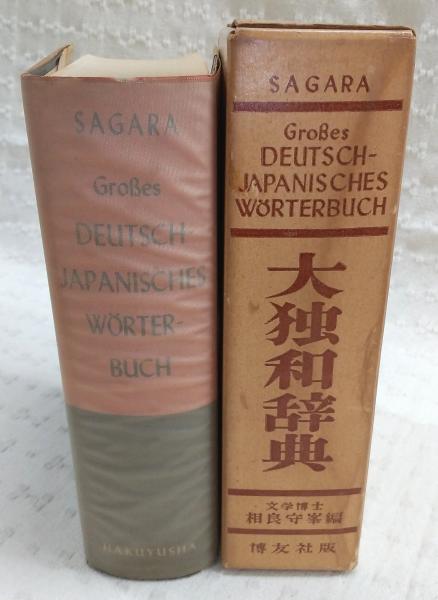 SAGARA
Großes
DEUTSCH
JAPANISCHES
WÖRTER-
BUCH
HAKUYUSHA
SAGARA
Großes
DEUTSCH-
JAPANISCHES
WÖRTERBUCH
大独和辞典
文学博士
相良守峯編
博友社版